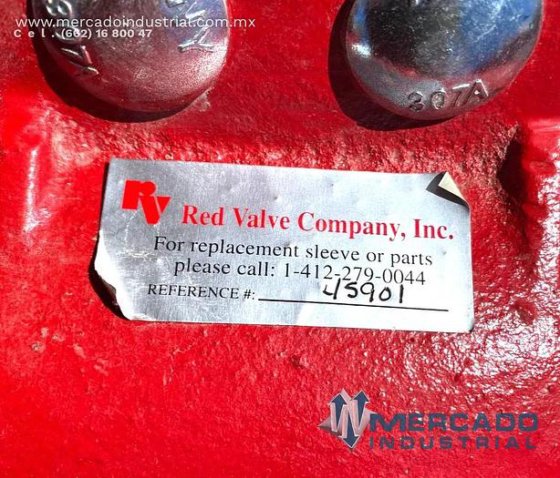 www.mercadoindustrial.com.mx
Cel.(662) 16 800 47
307A
RV Red Valve Company, Inc.
For replacement sleeve or parts
please call: 1-412-279-0044
REFERENCE #: 45901
MERCADO
INDUSTRIAL